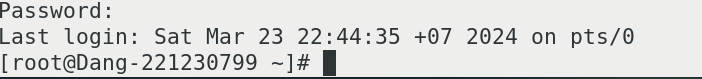 Password:
Last login: Sat Mar 23 22:44:35 +07 2024 on pts/0
[root@Dang-221230799 ~]#